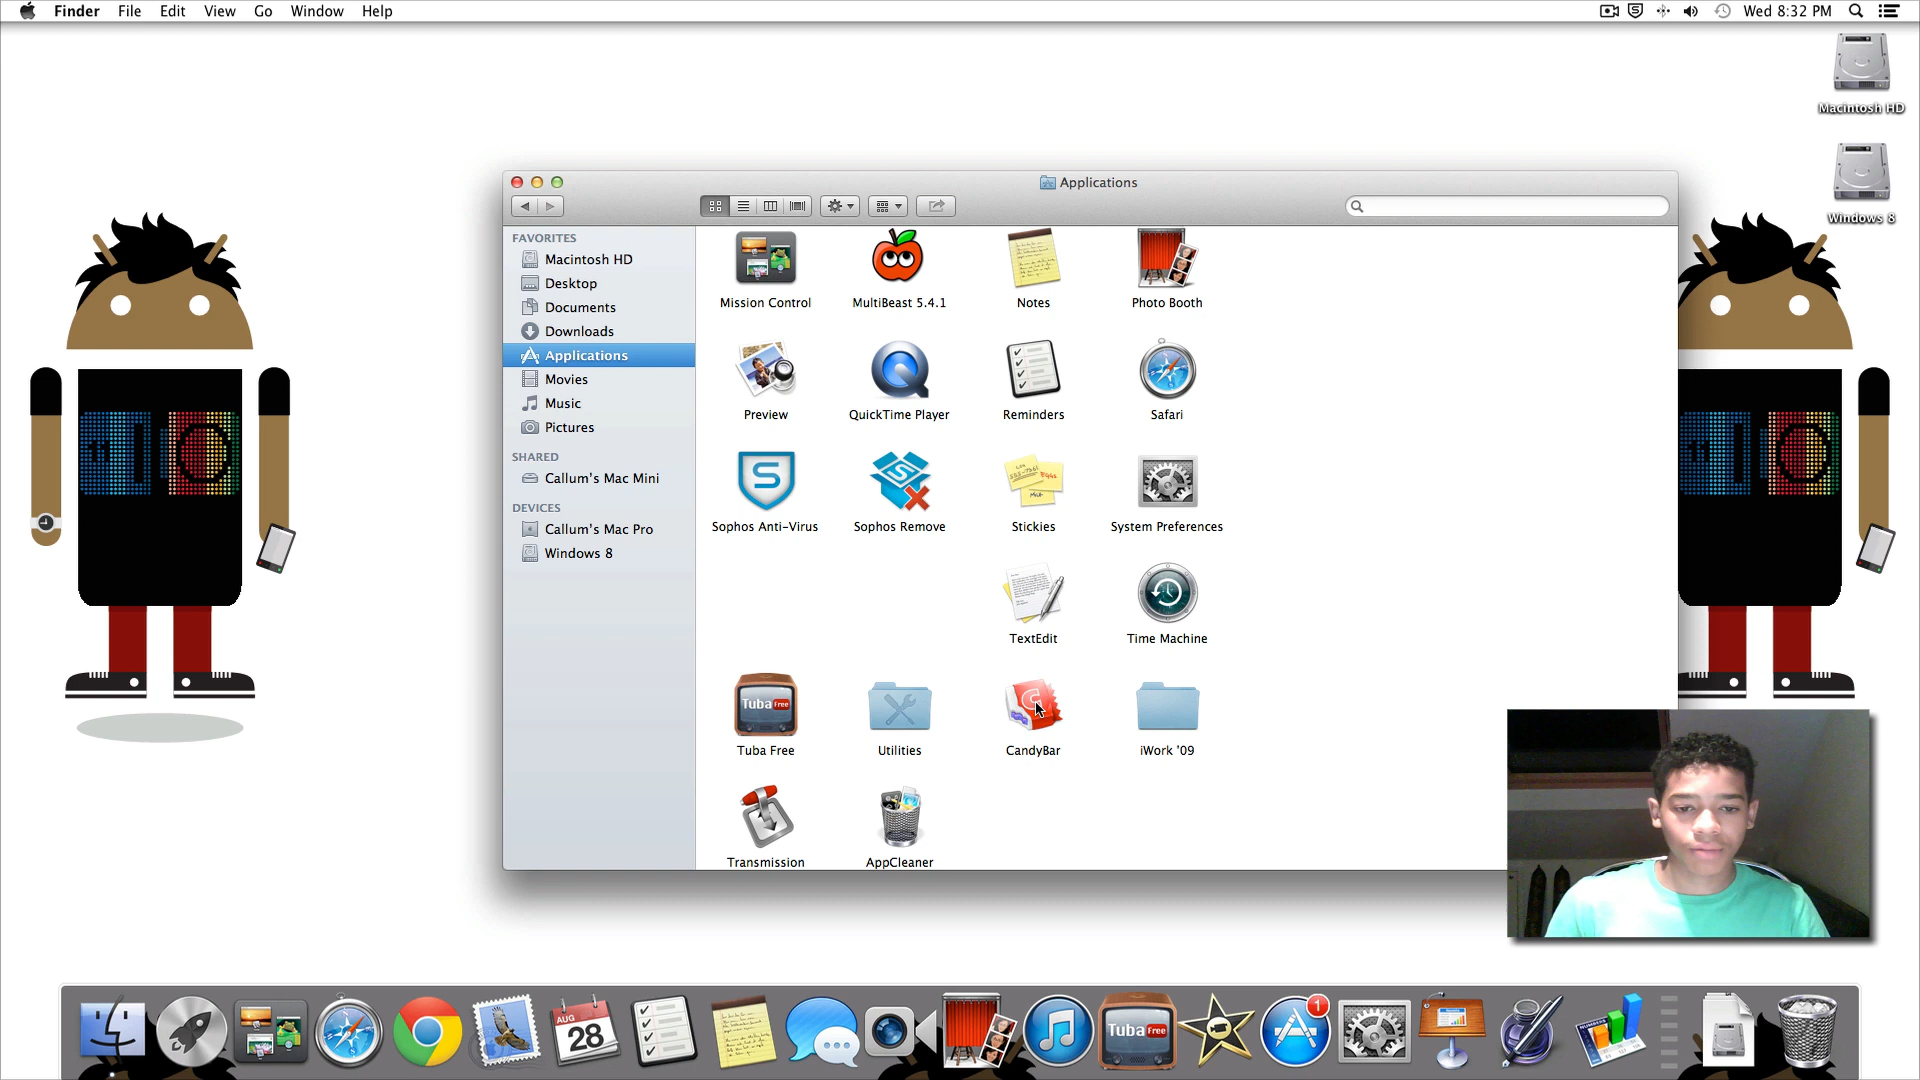 Finder File Edit View Go Window Help
Wed 8:32 PM
Macintosh HD
Windows 8
Applications
FAVORITES
Macintosh HD
Desktop
Documents
Downloads
Applications
Movies
Music
Pictures
SHARED
Callum's Mac Mini
DEVICES
Callum's Mac Pro
Windows 8
Mission Control
MultiBeast 5.4.1
Notes
Photo Booth
Preview
QuickTime Player
Reminders
Safari
Sophos Anti-Virus
Sophos Remove
Stickies
System Preferences
TextEdit
Time Machine
Tuba Free
Tuba Free
Utilities
CandyBar
iWork '09
Transmission
AppCleaner
AUG
28
Tuba Free
1
NUMBERS